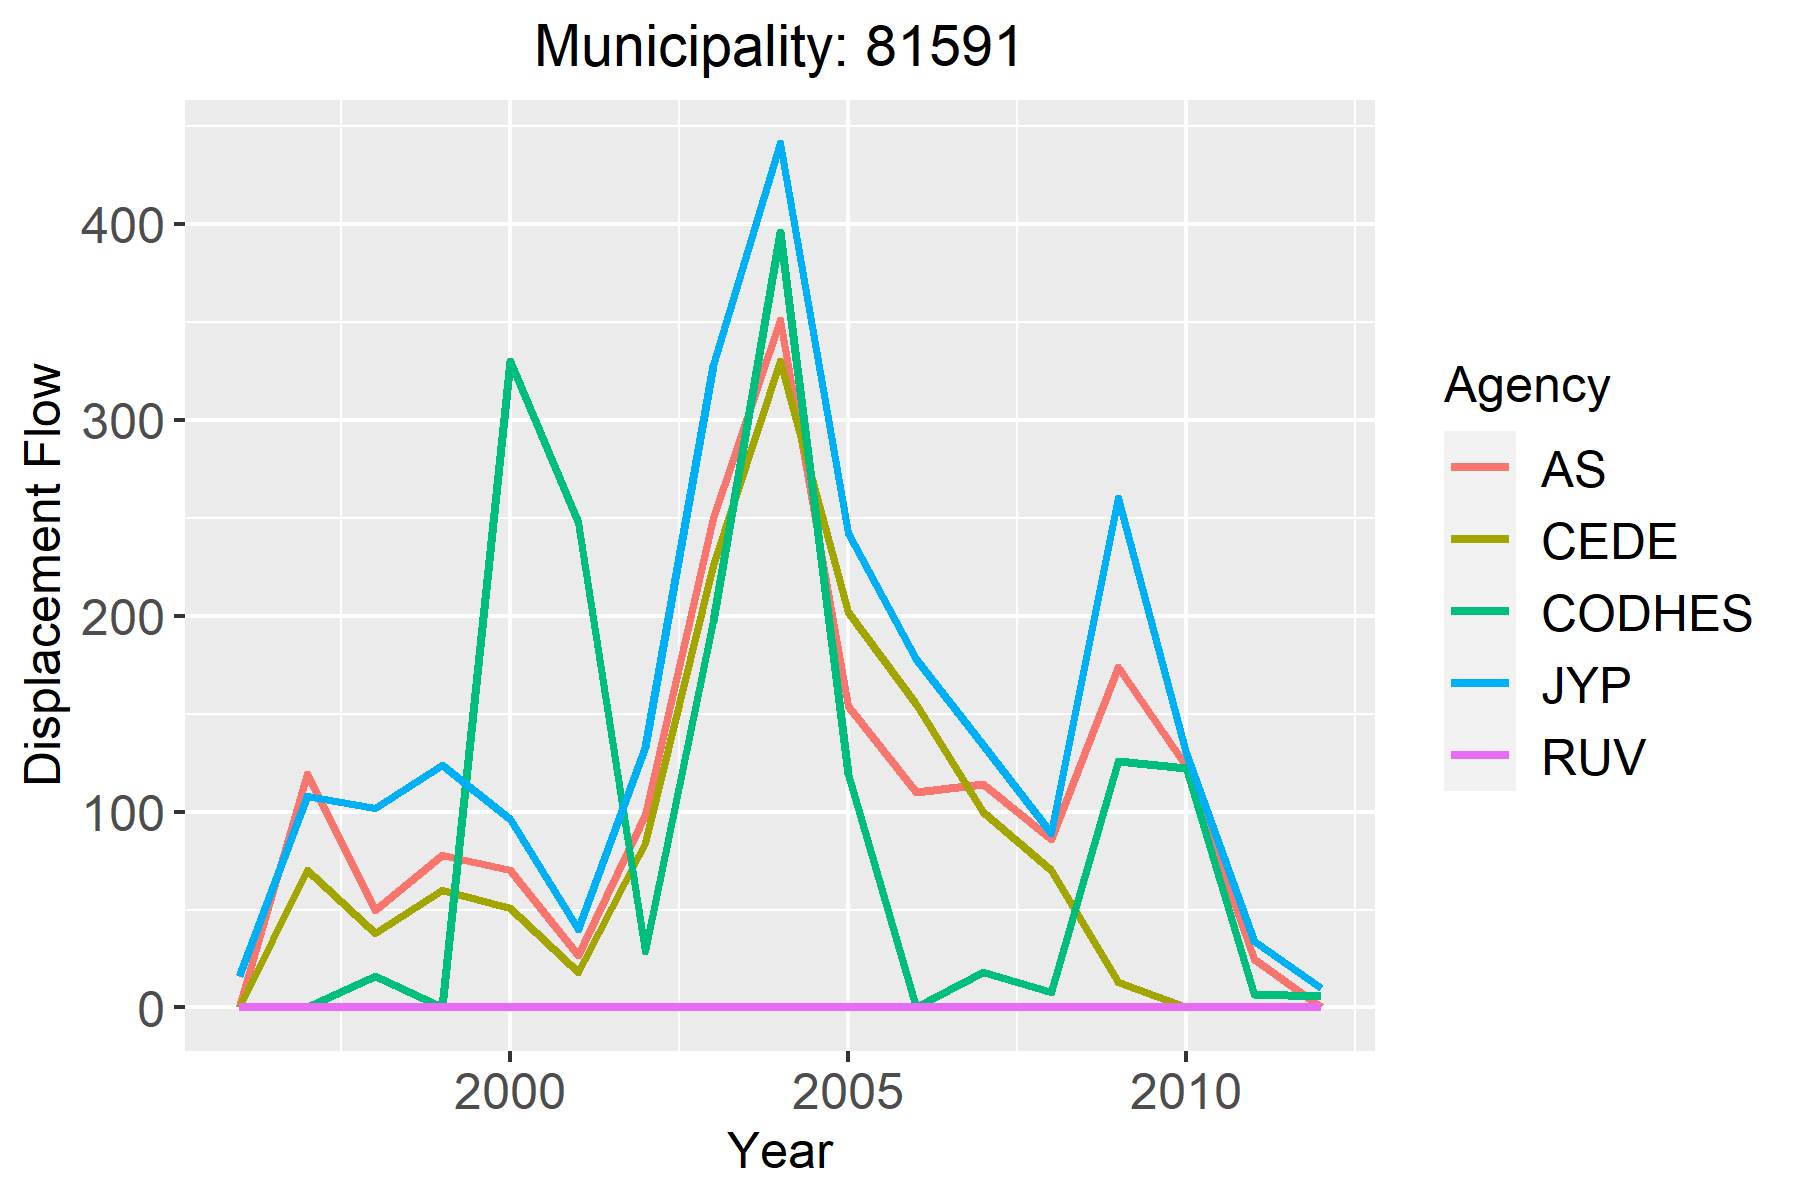 Municipality: 81591
Displacement Flow
400
300
200
100
0
2000 2005 2010
Year
Agency
AS
CEDE
CODHES
JYP
RUV